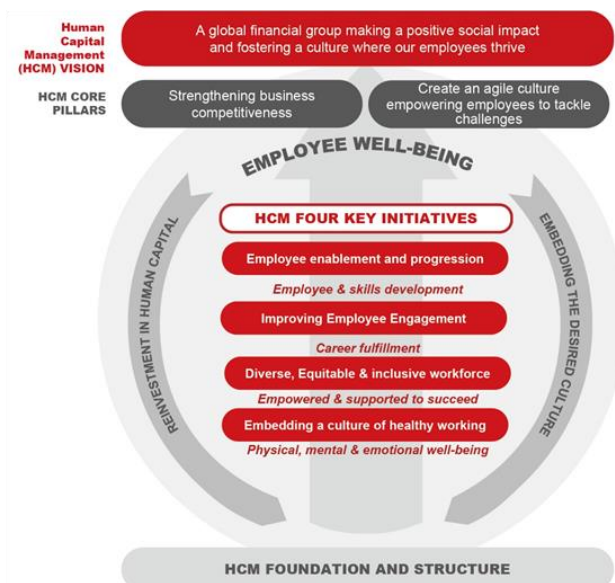 Human
Capital
Management
(HCM) VISION
A global financial group making a positive social impact
and fostering a culture where our employees thrive
HCM CORE
PILLARS
Strengthening business
competitiveness
Create an agile culture
empowering employees to tackle
challenges
EMPLOYEE WELL-BEING
REINVESTMENT IN HUMAN CAPITAL
EMBEDDING THE DESIRED CULTURE
HCM FOUR KEY INITIATIVES
Employee enablement and progression
Employee & skills development
Improving Employee Engagement
Career fulfillment
Diverse, Equitable & inclusive workforce
Empowered & supported to succeed
Embedding a culture of healthy working
Physical, mental & emotional well-being
HCM FOUNDATION AND STRUCTURE